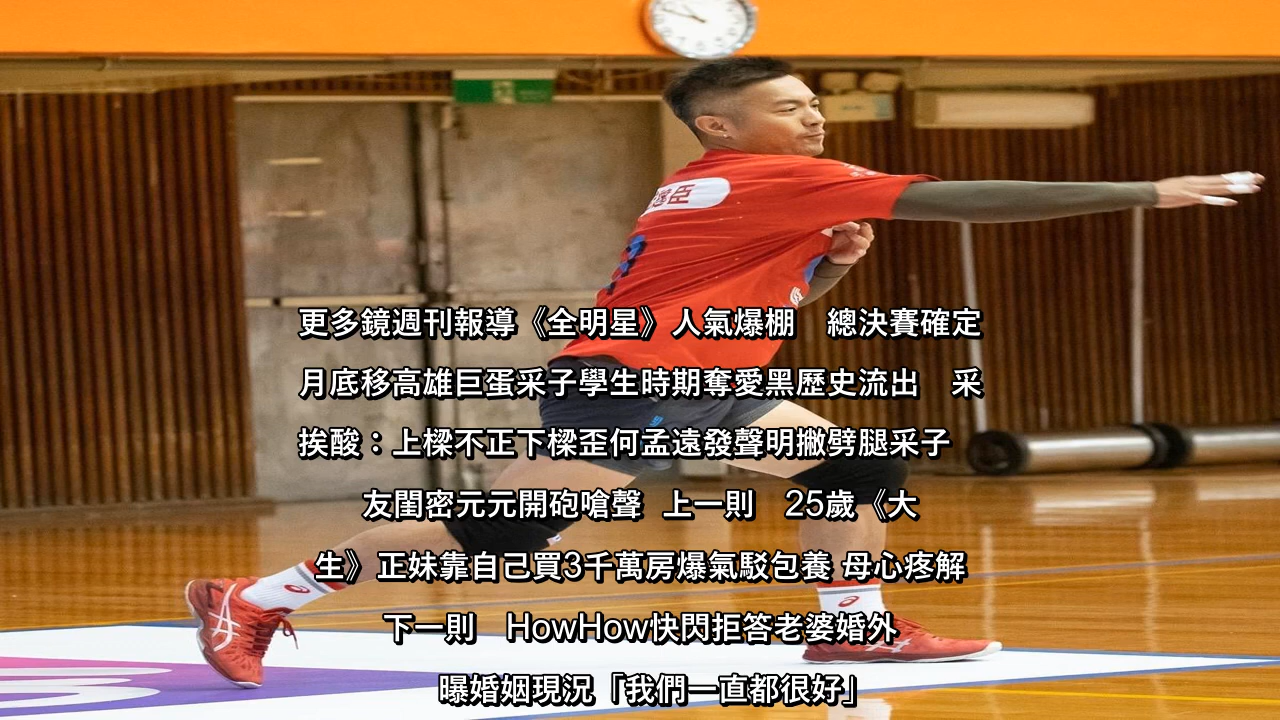 逸臣
更多鏡週刊報導《全明星》人氣爆棚　總決賽確定
月底移高雄巨蛋采子學生時期奪愛黑歷史流出　采
挨酸：上樑不正下樑歪何孟遠發聲明撇劈腿采子
友閨密元元開砲嗆聲 上一則　25歲《大
生》正妹靠自己買3千萬房爆氣駁包養 母心疼解
下一則　HowHow快閃拒答老婆婚外
曝婚姻現況「我們一直都很好」